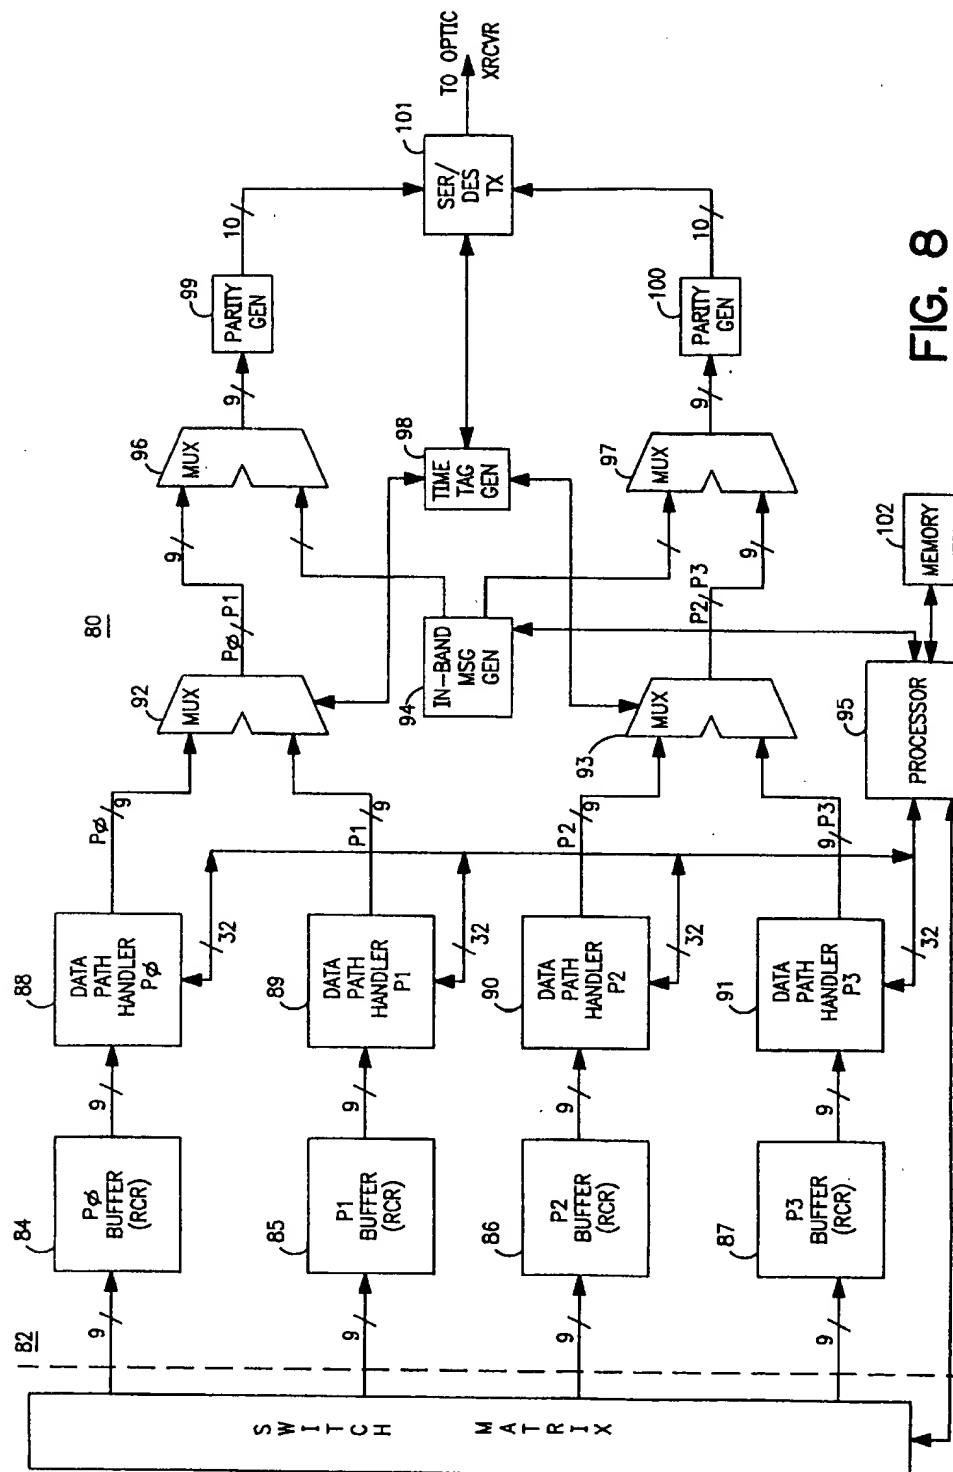 80
82
SWITCH MATRIX
9
84
PØ
BUFFER
(RCR)
9
88
DATA
PATH
HANDLER
PØ
32
PØ
9
92
MUX
PØ
P1
9
96
MUX
9
99
PARITY
GEN
10
9
85
P1
BUFFER
(RCR)
9
89
DATA
PATH
HANDLER
P1
32
P1
9
94
IN-BAND
MSG
GEN
98
TIME
TAG
GEN
101
SER/
DES
TX
TO OPTIC
XRCVR
9
86
P2
BUFFER
(RCR)
9
90
DATA
PATH
HANDLER
P2
32
P2
9
93
MUX
P2
P3
9
97
MUX
9
100
PARITY
GEN
10
9
87
P3
BUFFER
(RCR)
9
91
DATA
PATH
HANDLER
P3
32
9
P3
95
PROCESSOR
102
MEMORY
FIG. 8